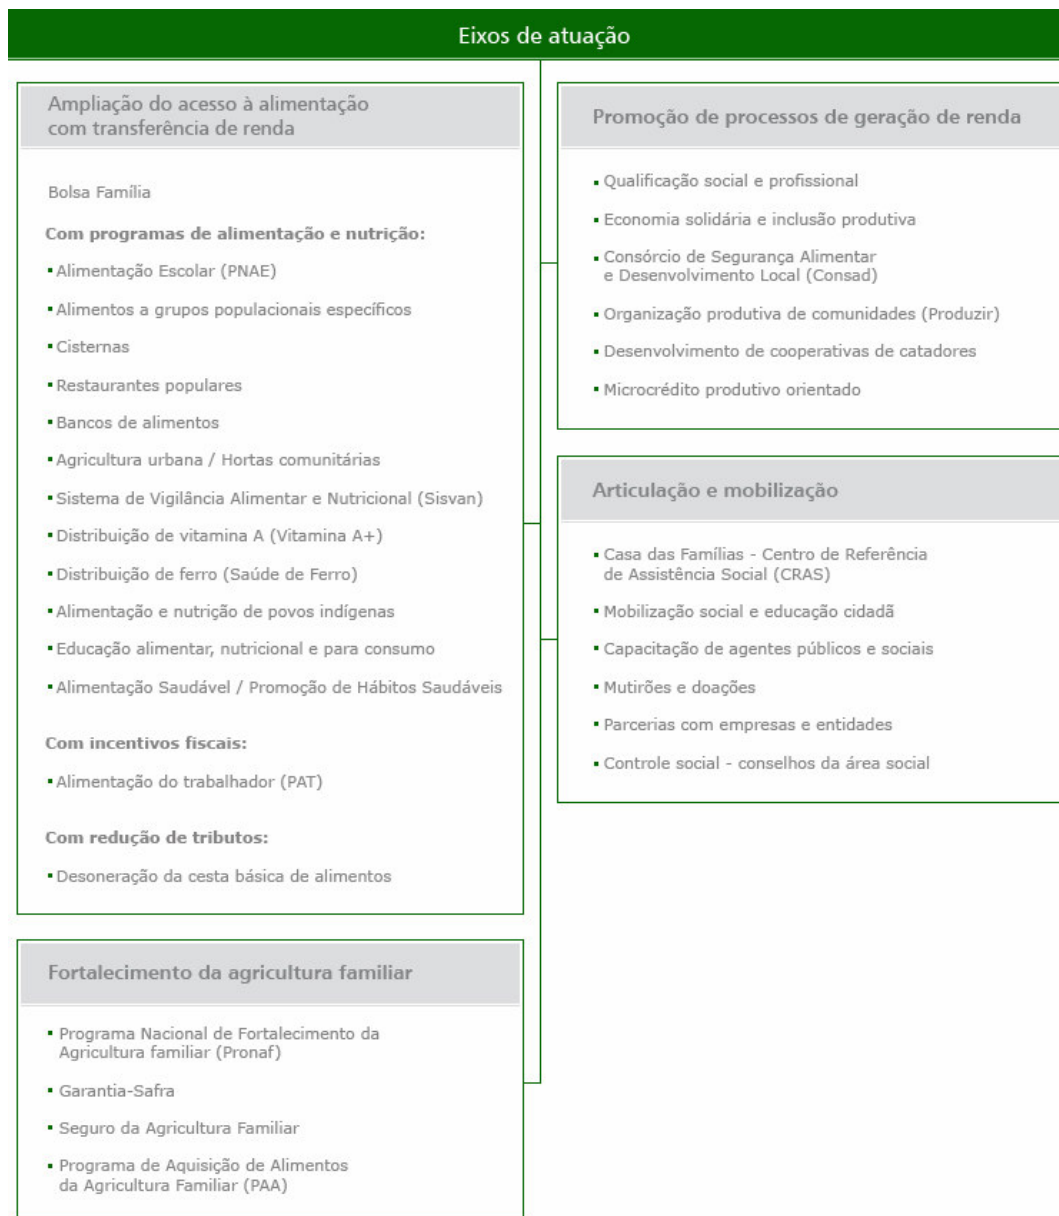 Eixos de atuação
Ampliação do acesso à alimentação
com transferência de renda
Bolsa Família
Com programas de alimentação e nutrição:
▪ Alimentação Escolar (PNAE)
▪ Alimentos a grupos populacionais específicos
▪ Cisternas
▪ Restaurantes populares
▪ Bancos de alimentos
▪ Agricultura urbana / Hortas comunitárias
▪ Sistema de Vigilância Alimentar e Nutricional (Sisvan)
▪ Distribuição de vitamina A (Vitamina A+)
▪ Distribuição de ferro (Saúde de Ferro)
▪ Alimentação e nutrição de povos indígenas
▪ Educação alimentar, nutricional e para consumo
▪ Alimentação Saudável / Promoção de Hábitos Saudáveis
Com incentivos fiscais:
▪ Alimentação do trabalhador (PAT)
Com redução de tributos:
▪ Desoneração da cesta básica de alimentos
Fortalecimento da agricultura familiar
▪ Programa Nacional de Fortalecimento da
Agricultura familiar (Pronaf)
▪ Garantia-Safra
▪ Seguro da Agricultura Familiar
▪ Programa de Aquisição de Alimentos
da Agricultura Familiar (PAA)
Promoção de processos de geração de renda
▪ Qualificação social e profissional
▪ Economia solidária e inclusão produtiva
▪ Consórcio de Segurança Alimentar
e Desenvolvimento Local (Consad)
▪ Organização produtiva de comunidades (Produzir)
▪ Desenvolvimento de cooperativas de catadores
▪ Microcrédito produtivo orientado
Articulação e mobilização
▪ Casa das Famílias - Centro de Referência
de Assistência Social (CRAS)
▪ Mobilização social e educação cidadã
▪ Capacitação de agentes públicos e sociais
▪ Mutirões e doações
▪ Parcerias com empresas e entidades
▪ Controle social - conselhos da área social